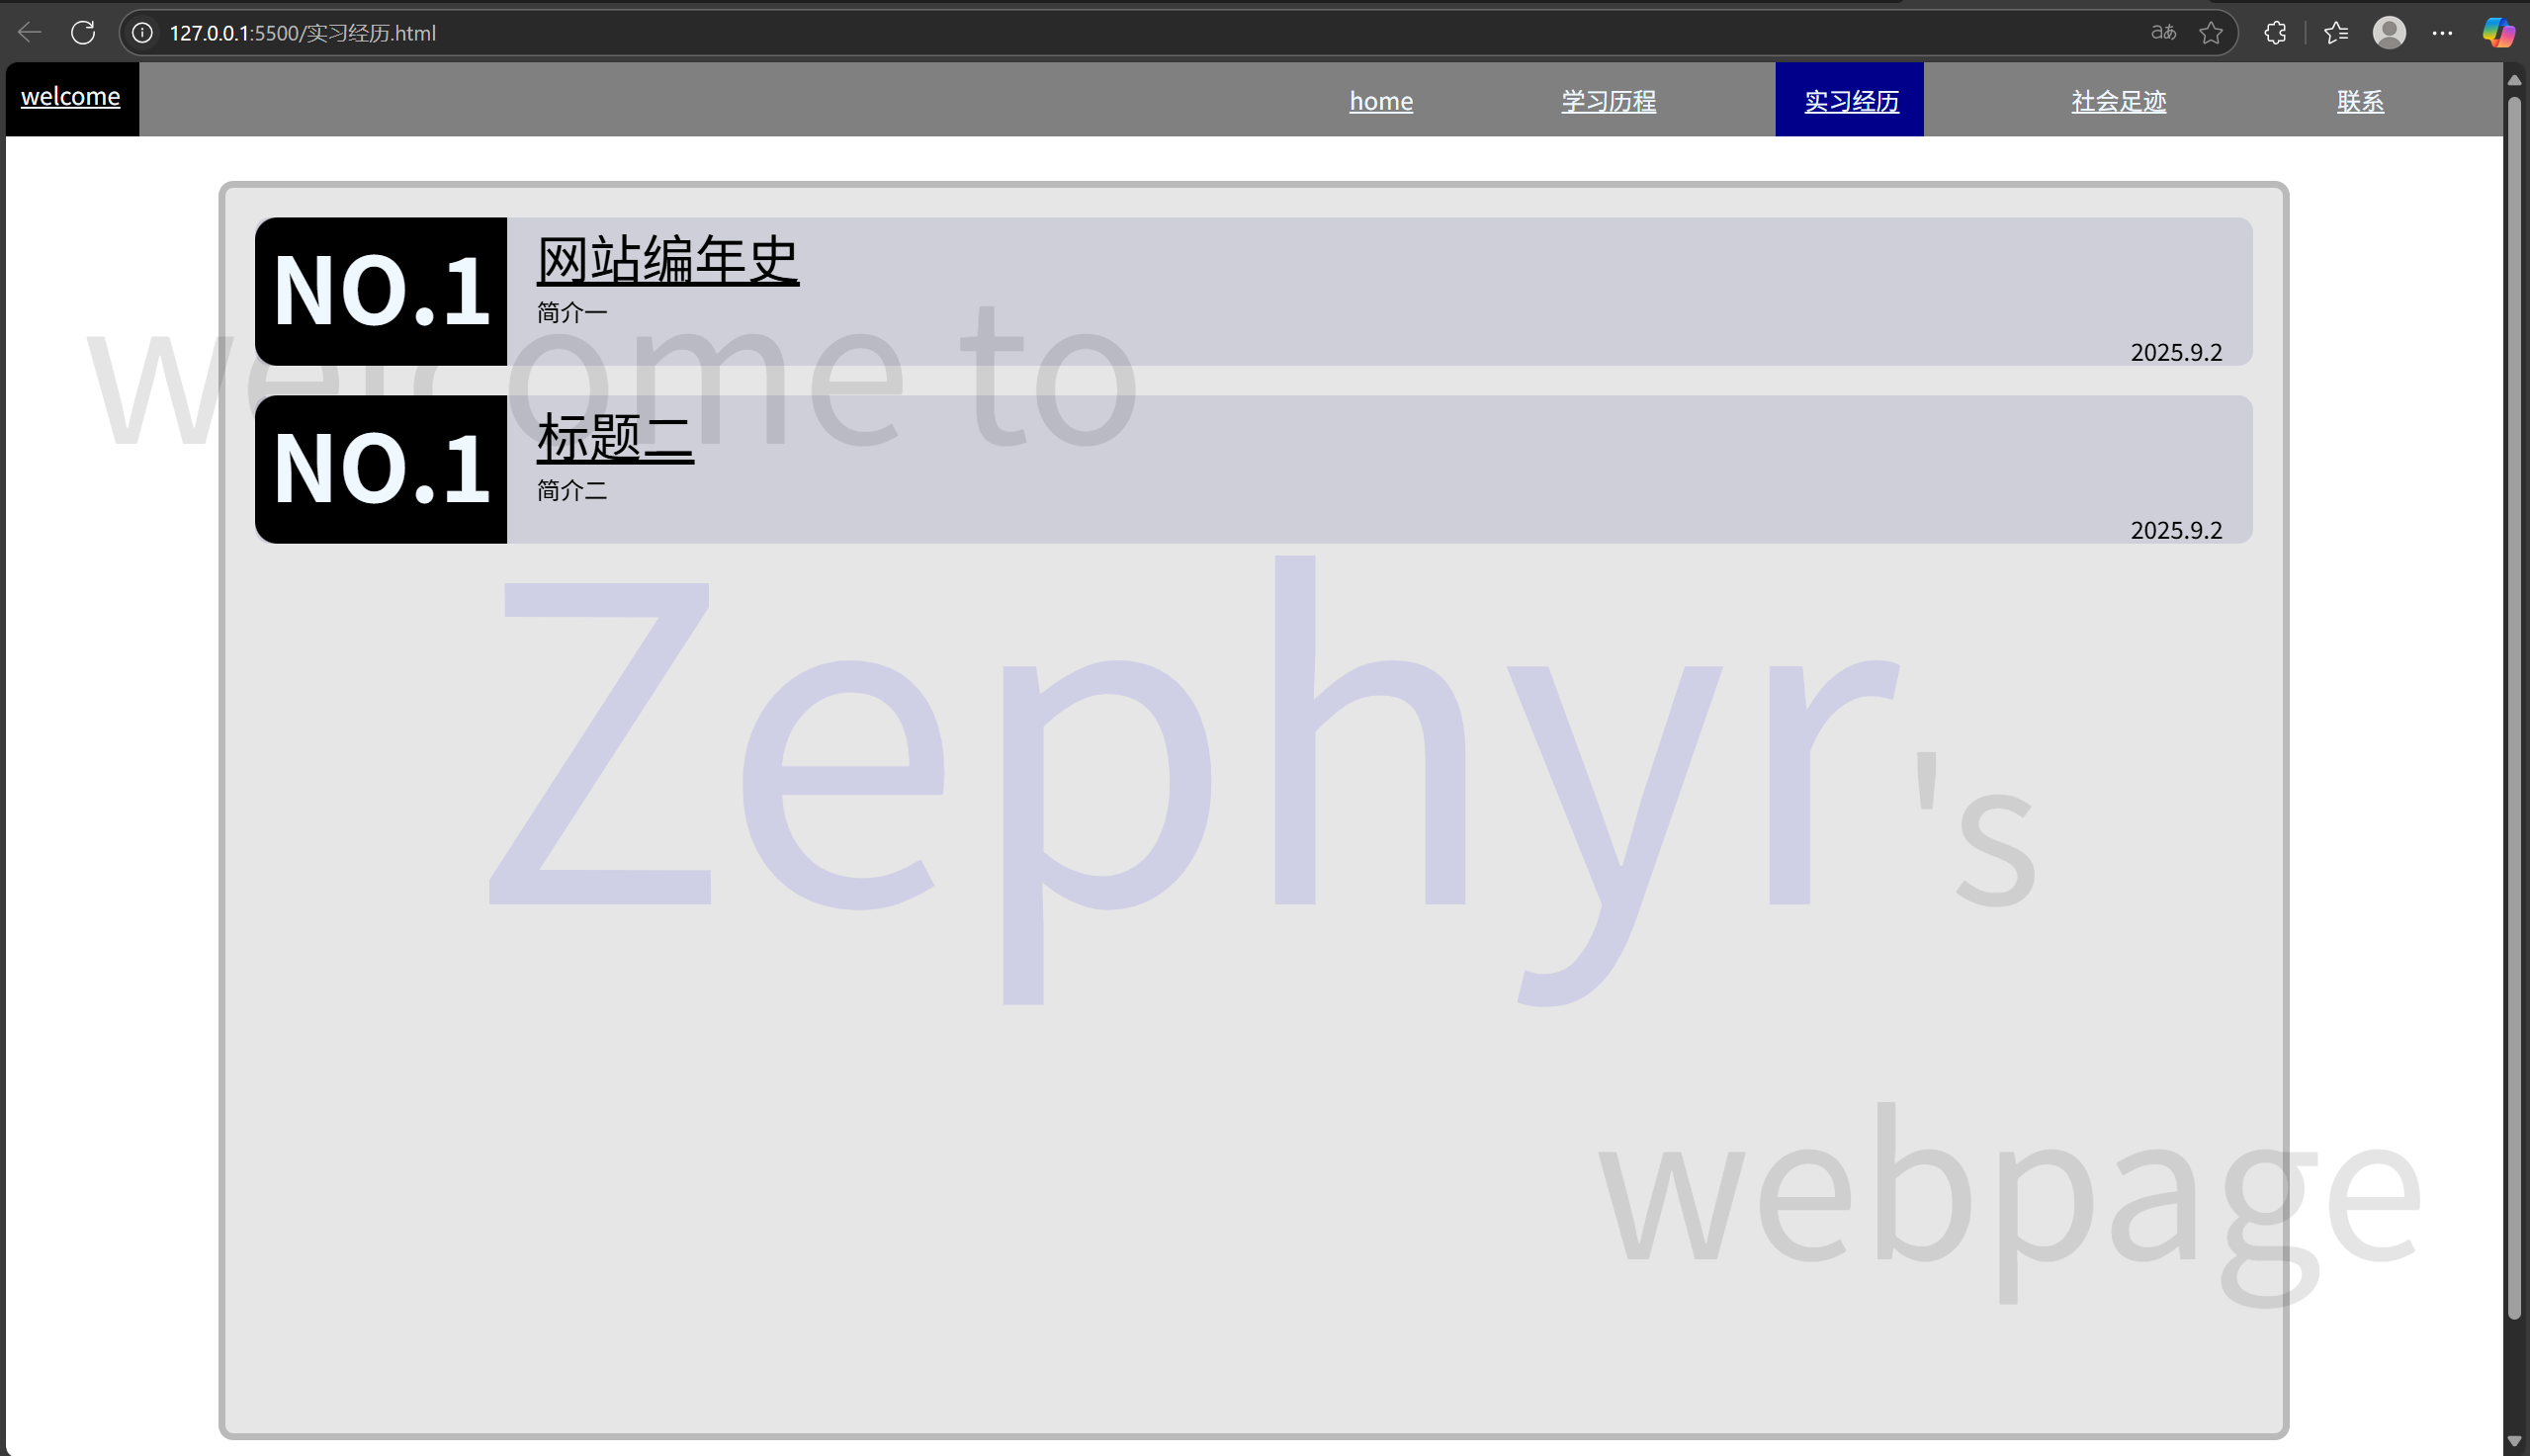 127.0.0.1:5500/实习经历.html
welcome home 学习历程 实习经历 社会足迹 联系
NO.1 网站编年史
简介一
2025.9.2
welcome to
NO.1 标题二
简介二
2025.9.2
Zephyr's
webpage